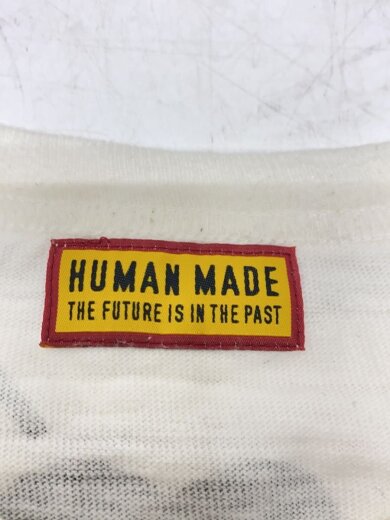 HUMAN MADE
THE FUTURE IS IN THE PAST